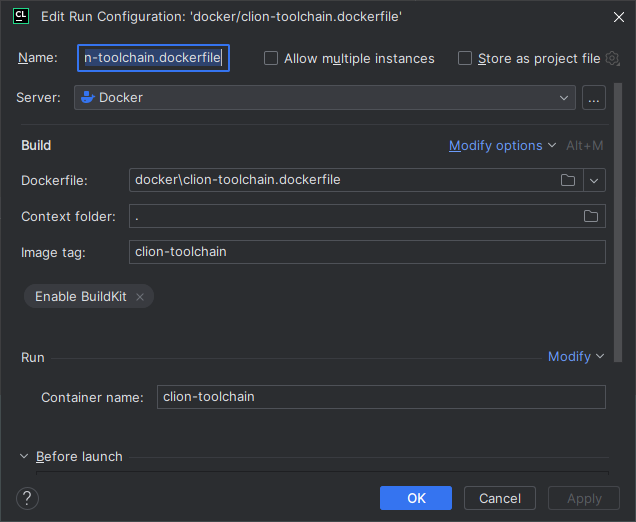 CL Edit Run Configuration: 'docker/clion-toolchain.dockerfile'
Name: n-toolchain.dockerfile Allow multiple instances Store as project file
Server: Docker ...
Build Modify options Alt+M
Dockerfile: docker\clion-toolchain.dockerfile
Context folder: .
Image tag: clion-toolchain
Enable BuildKit
Run Modify
Container name: clion-toolchain
Before launch
? OK Cancel Apply